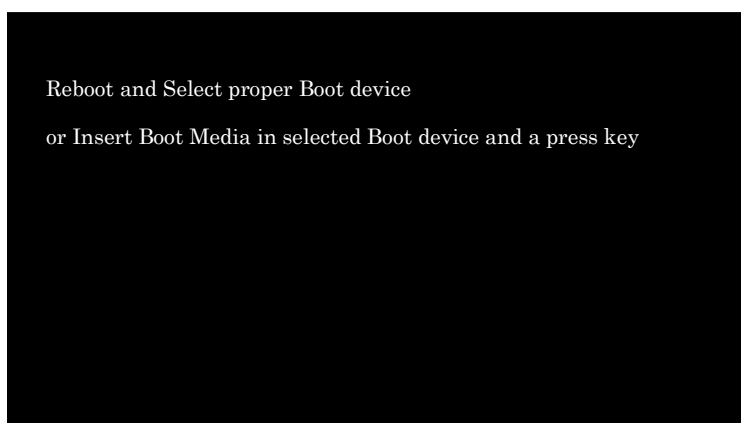 Reboot and Select proper Boot device
or Insert Boot Media in selected Boot device and a press key